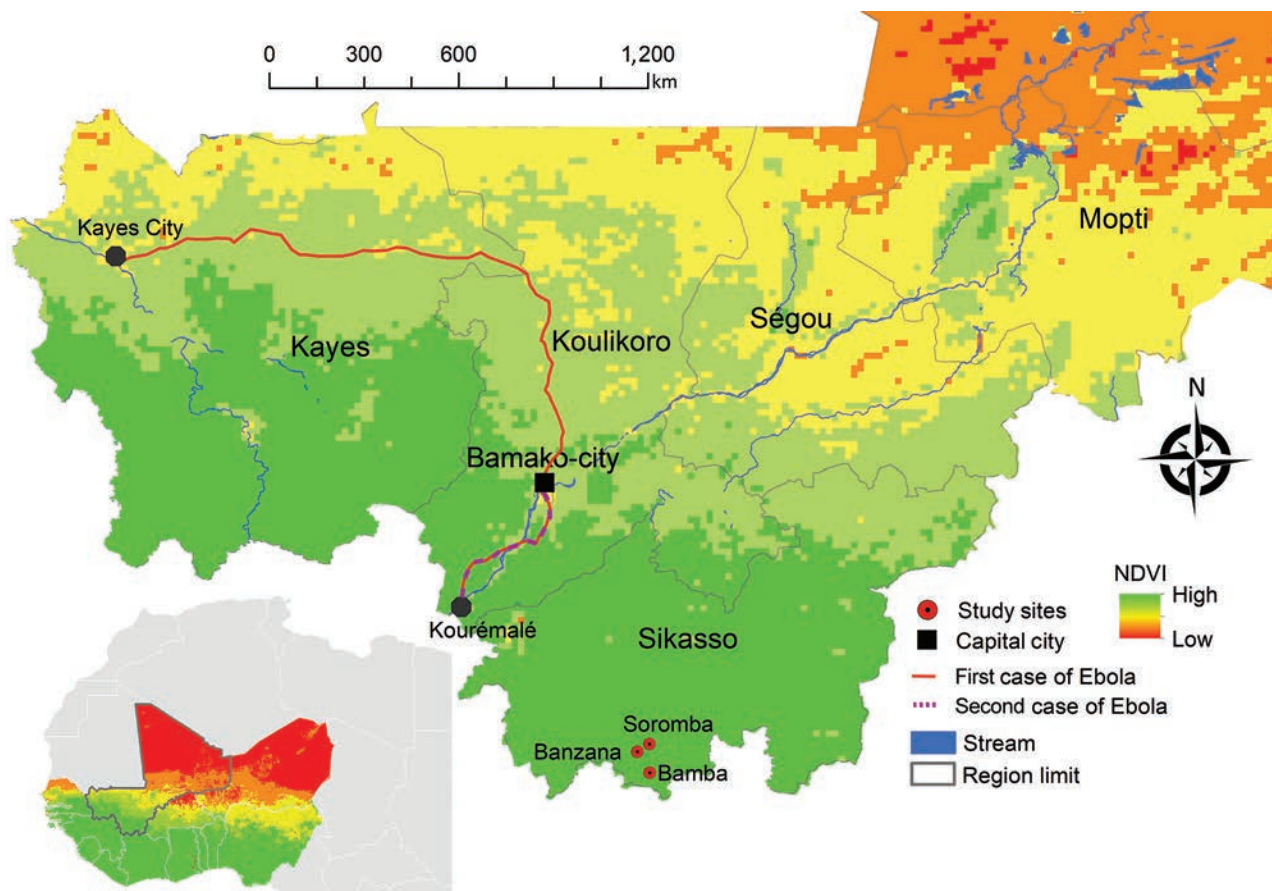 0 300 600 1,200
km
Kayes City
Mopti
Ségou
Kayes
Koulikoro
N
Bamako-city
NDVI
High
Low
Study sites
Capital city
First case of Ebola
Second case of Ebola
Stream
Region limit
Kourémalé
Sikasso
Soromba
Banzana
Bamba